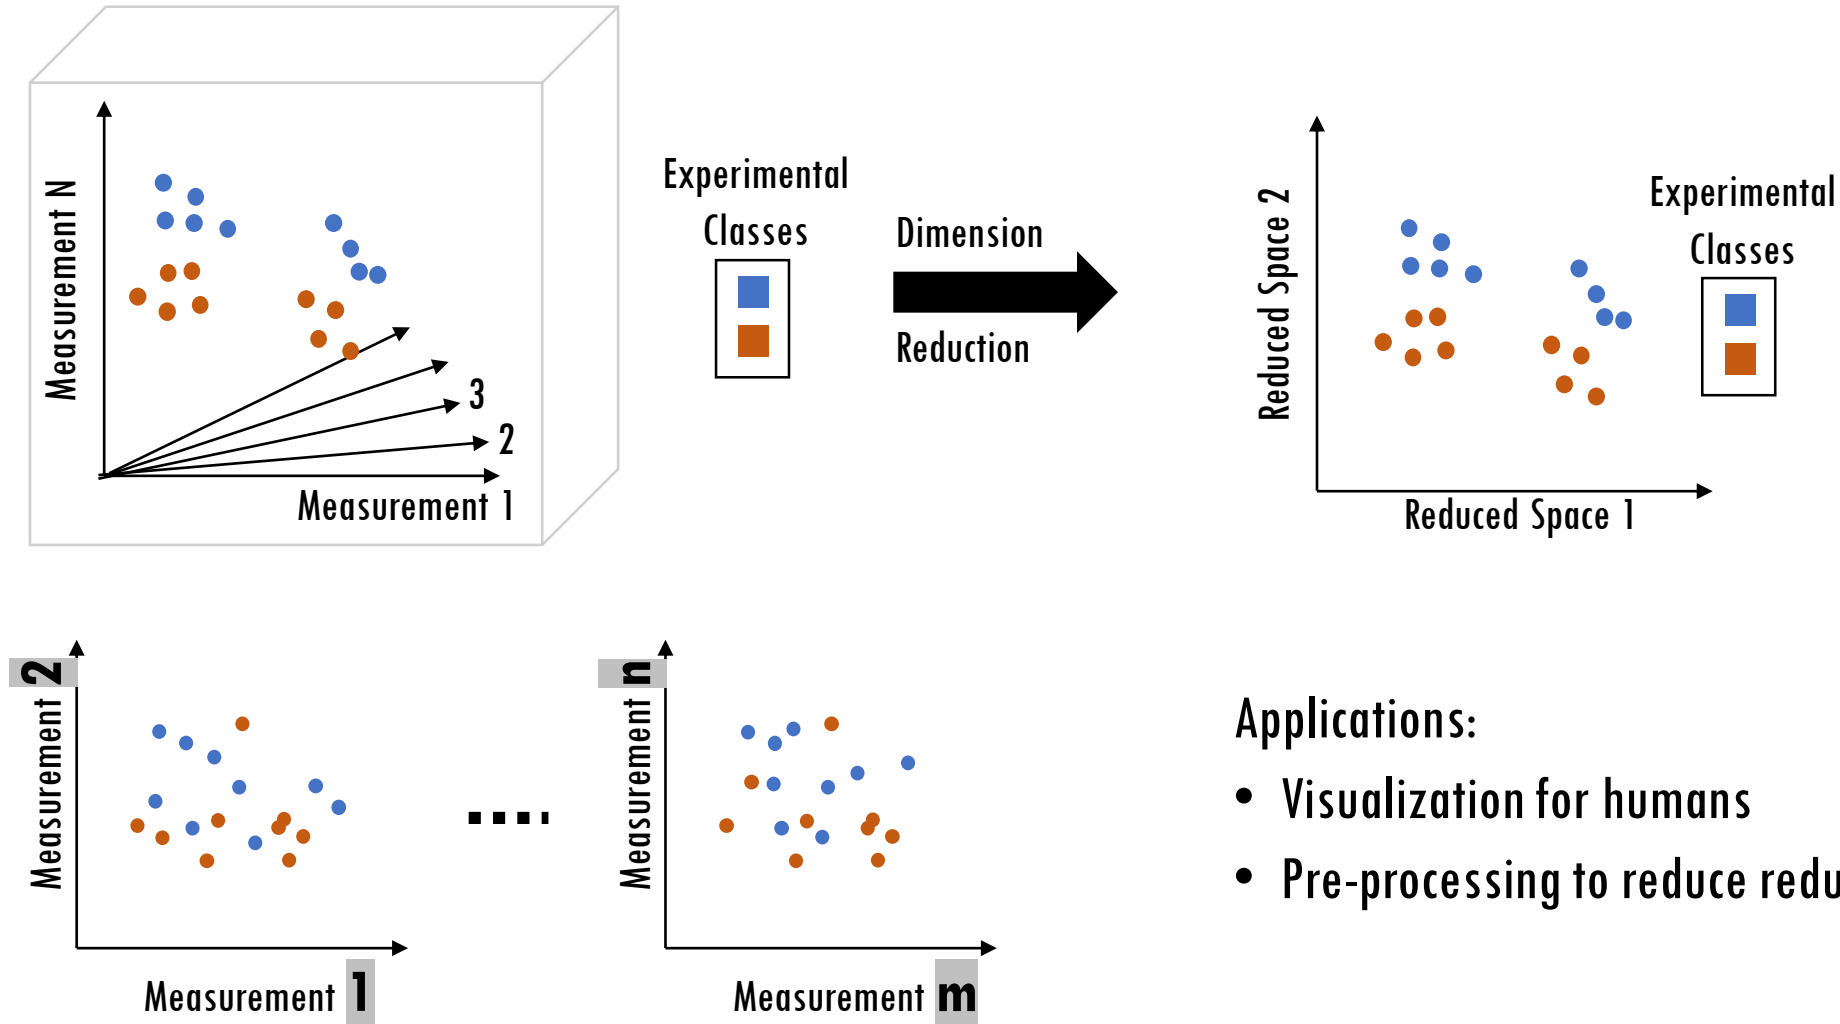 Measurement N
3
2
Measurement 1
Experimental
Classes
Dimension
Reduction
Reduced Space 2
Reduced Space 1
Experimental
Classes
Measurement 2
Measurement 1
Measurement n
Measurement m
Applications:
• Visualization for humans
• Pre-processing to reduce